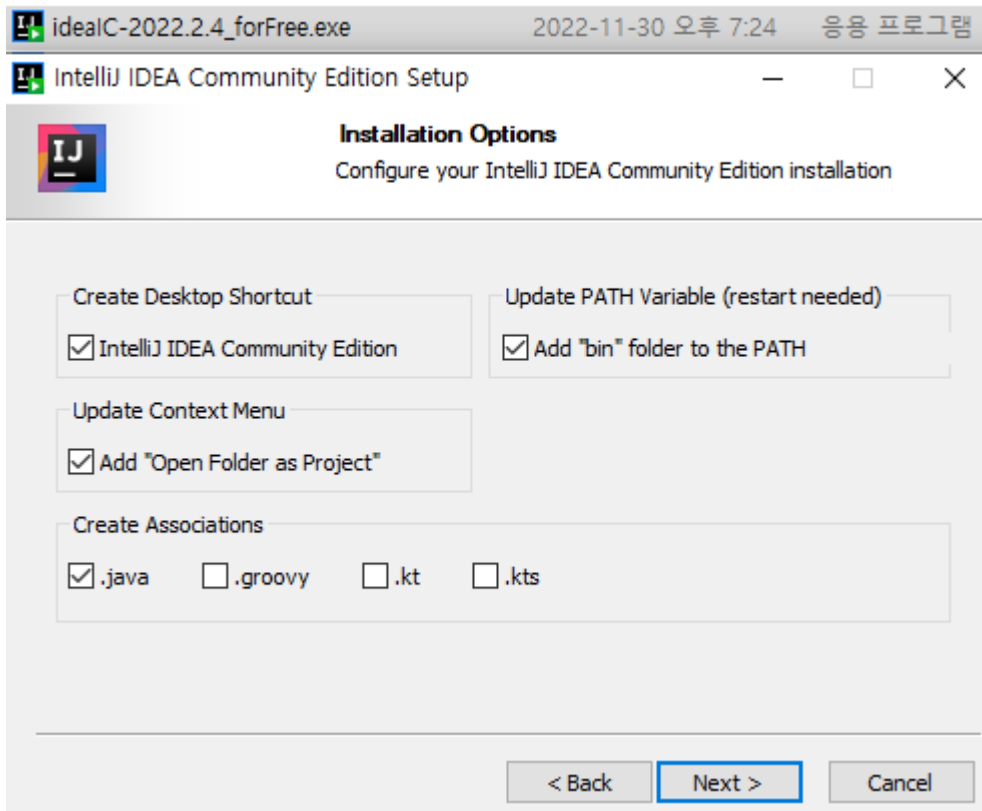 ideaIC-2022.2.4_forFree.exe 2022-11-30 오후 7:24 응용 프로그램
IntelliJ IDEA Community Edition Setup
IJ
Installation Options
Configure your IntelliJ IDEA Community Edition installation
Create Desktop Shortcut
IntelliJ IDEA Community Edition
Update PATH Variable (restart needed)
Add "bin" folder to the PATH
Update Context Menu
Add "Open Folder as Project"
Create Associations
.java .groovy .kt .kts
< Back Next > Cancel